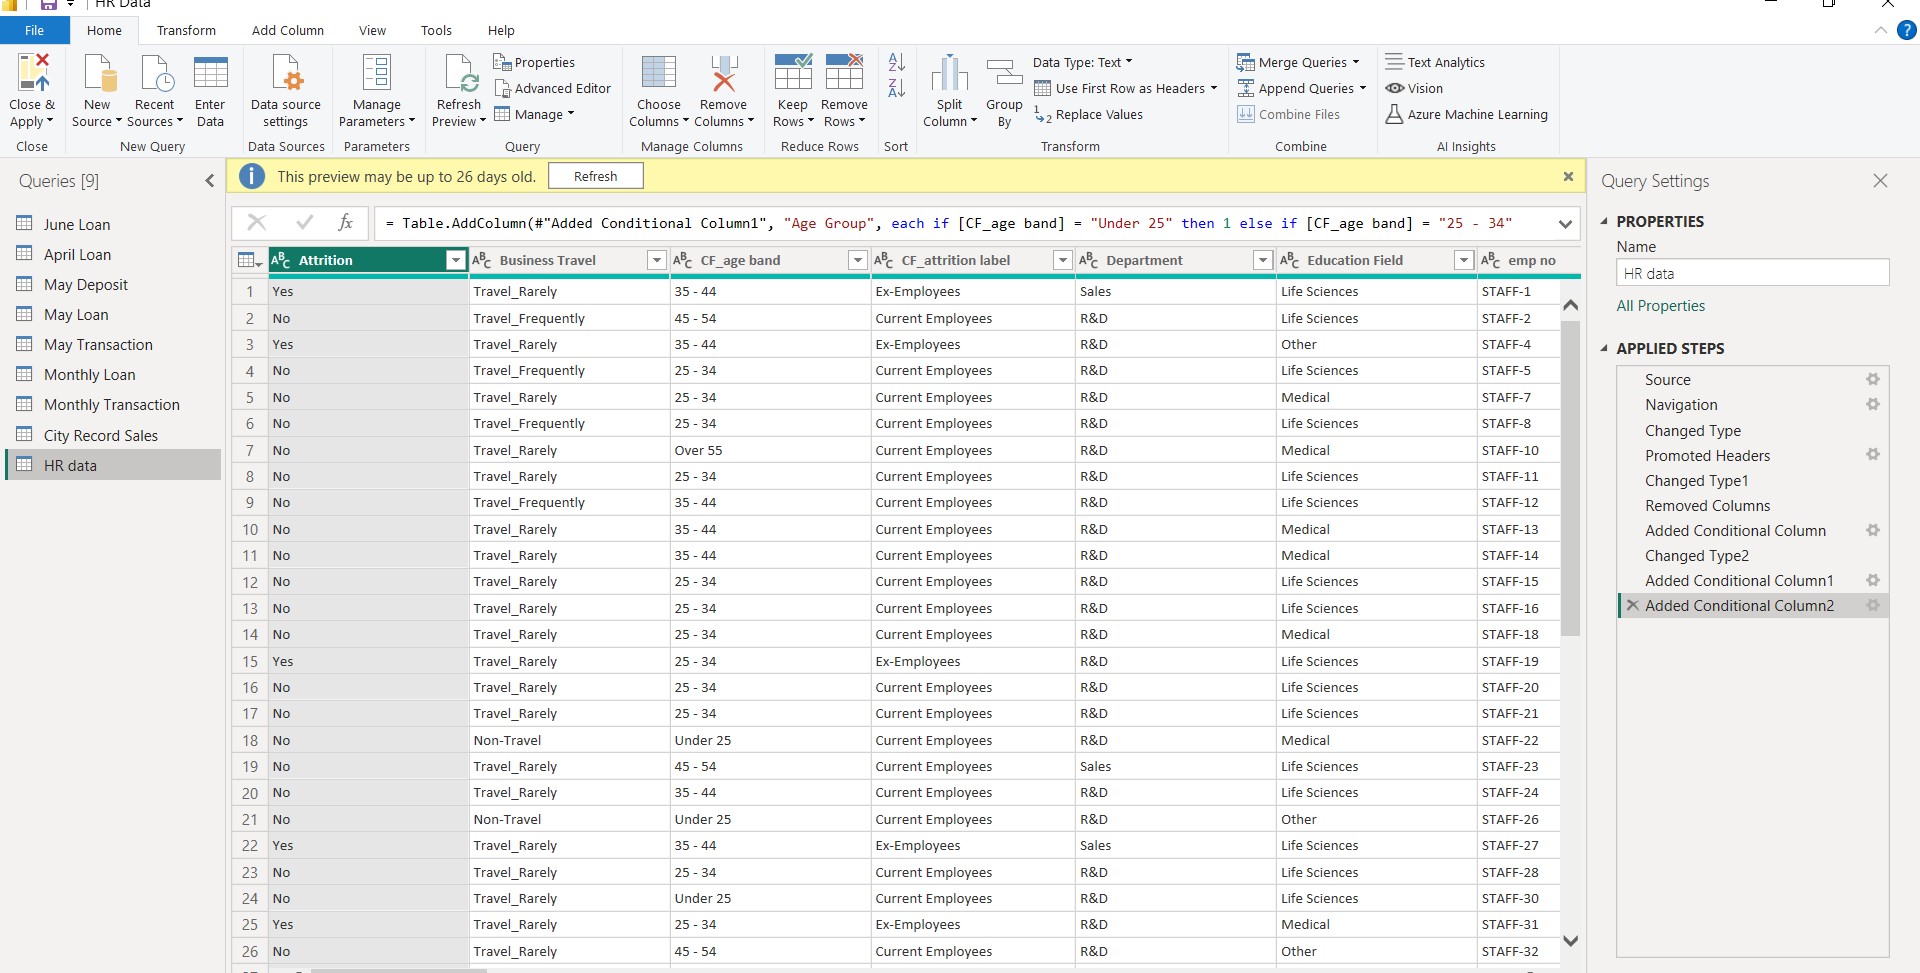 HR Data
File Home Transform Add Column View Tools Help
Close & Apply
New Source
Recent Sources
Enter Data
Data source settings
Manage Parameters
Refresh Preview
Properties
Advanced Editor
Manage
Choose Columns
Remove Columns
Keep Rows
Remove Rows
Split Column
Group By
Data Type: Text
Use First Row as Headers
Replace Values
Merge Queries
Append Queries
Combine Files
Text Analytics
Vision
Azure Machine Learning
Close New Query Data Sources Parameters Query Manage Columns Reduce Rows Sort Transform Combine AI Insights
Queries [9]
June Loan
April Loan
May Deposit
May Loan
May Transaction
Monthly Loan
Monthly Transaction
City Record Sales
HR data
This preview may be up to 26 days old. Refresh
fx = Table.AddColumn(#"Added Conditional Column1", "Age Group", each if [CF_age band] = "Under 25" then 1 else if [CF_age band] = "25 - 34"
ABC Attrition ABC Business Travel ABC CF_age band ABC CF_attrition label ABC Department ABC Education Field ABC emp no
1 Yes Travel_Rarely 35 - 44 Ex-Employees Sales Life Sciences STAFF-1
2 No Travel_Frequently 45 - 54 Current Employees R&D Life Sciences STAFF-2
3 Yes Travel_Rarely 35 - 44 Ex-Employees R&D Other STAFF-4
4 No Travel_Frequently 25 - 34 Current Employees R&D Life Sciences STAFF-5
5 No Travel_Rarely 25 - 34 Current Employees R&D Medical STAFF-7
6 No Travel_Frequently 25 - 34 Current Employees R&D Life Sciences STAFF-8
7 No Travel_Rarely Over 55 Current Employees R&D Medical STAFF-10
8 No Travel_Rarely 25 - 34 Current Employees R&D Life Sciences STAFF-11
9 No Travel_Frequently 35 - 44 Current Employees R&D Life Sciences STAFF-12
10 No Travel_Rarely 35 - 44 Current Employees R&D Medical STAFF-13
11 No Travel_Rarely 35 - 44 Current Employees R&D Medical STAFF-14
12 No Travel_Rarely 25 - 34 Current Employees R&D Life Sciences STAFF-15
13 No Travel_Rarely 25 - 34 Current Employees R&D Life Sciences STAFF-16
14 No Travel_Rarely 25 - 34 Current Employees R&D Medical STAFF-18
15 Yes Travel_Rarely 25 - 34 Ex-Employees R&D Life Sciences STAFF-19
16 No Travel_Rarely 25 - 34 Current Employees R&D Life Sciences STAFF-20
17 No Travel_Rarely 25 - 34 Current Employees R&D Life Sciences STAFF-21
18 No Non-Travel Under 25 Current Employees R&D Medical STAFF-22
19 No Travel_Rarely 45 - 54 Current Employees Sales Life Sciences STAFF-23
20 No Travel_Rarely 35 - 44 Current Employees R&D Life Sciences STAFF-24
21 No Non-Travel Under 25 Current Employees R&D Other STAFF-26
22 Yes Travel_Rarely 35 - 44 Ex-Employees Sales Life Sciences STAFF-27
23 No Travel_Rarely 25 - 34 Current Employees R&D Life Sciences STAFF-28
24 No Travel_Rarely Under 25 Current Employees R&D Life Sciences STAFF-30
25 Yes Travel_Rarely 25 - 34 Ex-Employees R&D Medical STAFF-31
26 No Travel_Rarely 45 - 54 Current Employees R&D Other STAFF-32
Query Settings
PROPERTIES
Name
HR data
All Properties
APPLIED STEPS
Source
Navigation
Changed Type
Promoted Headers
Changed Type1
Removed Columns
Added Conditional Column
Changed Type2
Added Conditional Column1
Added Conditional Column2